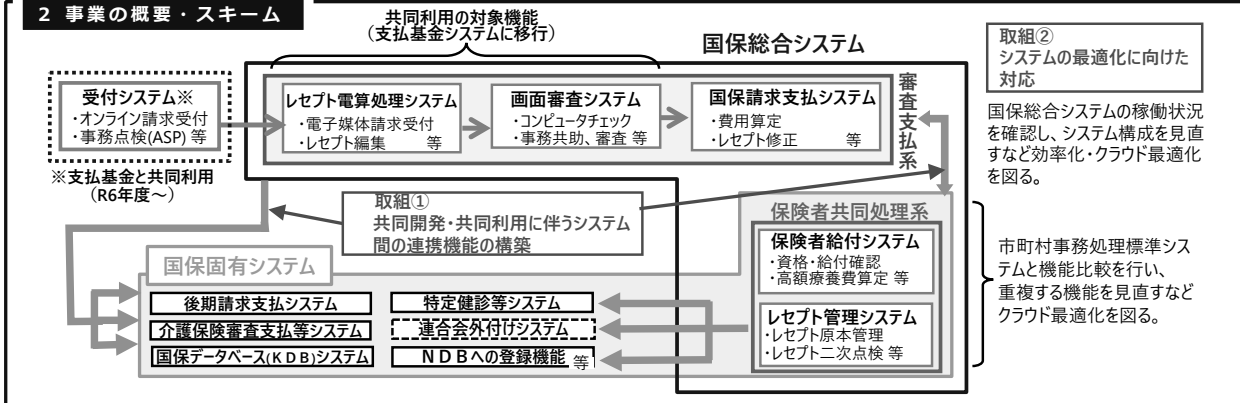 2 事業の概要・スキーム
共同利用の対象機能
(支払基金システムに移行)
国保総合システム
取組②
システムの最適化に向けた
対応
受付システム※
・オンライン請求受付
・事務点検(ASP) 等
※支払基金と共同利用
(R6年度~)
レセプト電算処理システム
・電子媒体請求受付
・レセプト編集 等
画面審査システム
・コンピュータチェック
・事務共助、審査 等
国保請求支払システム
・費用算定
・レセプト修正 等
審査支払系
国保総合システムの稼働状況
を確認し、システム構成を見直
すなど効率化・クラウド最適化
を図る。
取組①
共同開発・共同利用に伴うシステム
間の連携機能の構築
保険者共同処理系
保険者給付システム
・資格・給付確認
・高額療養費算定 等
レセプト管理システム
・レセプト原本管理
・レセプト二次点検 等
市町村事務処理標準シス
テムと機能比較を行い、
重複する機能を見直すなど
クラウド最適化を図る。
国保固有システム
後期請求支払システム
介護保険審査支払等システム
国保データベース(KDB)システム
特定健診等システム
連合会外付けシステム
NDBへの登録機能 等